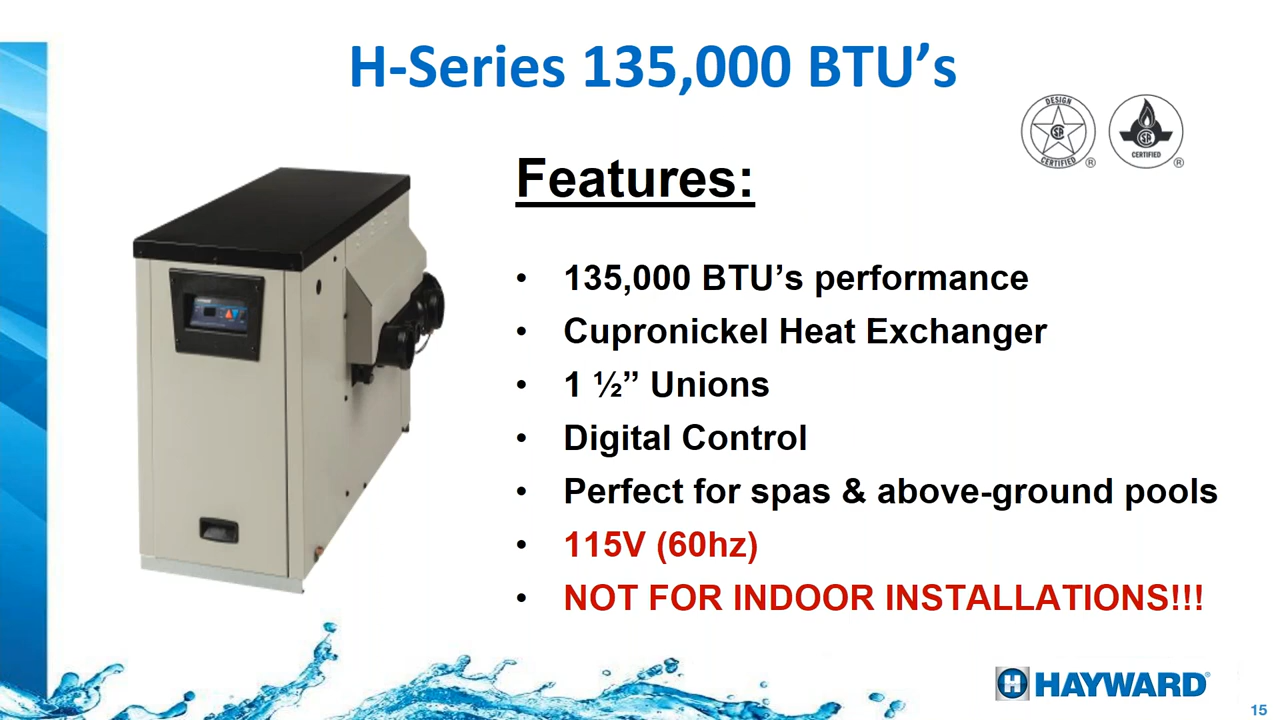 H-Series 135,000 BTU’s
DESIGN
CERTIFIED
®
CERTIFIED
®
Features:
• 135,000 BTU’s performance
• Cupronickel Heat Exchanger
• 1 ½” Unions
• Digital Control
• Perfect for spas & above-ground pools
• 115V (60hz)
• NOT FOR INDOOR INSTALLATIONS!!!
H HAYWARD®
15